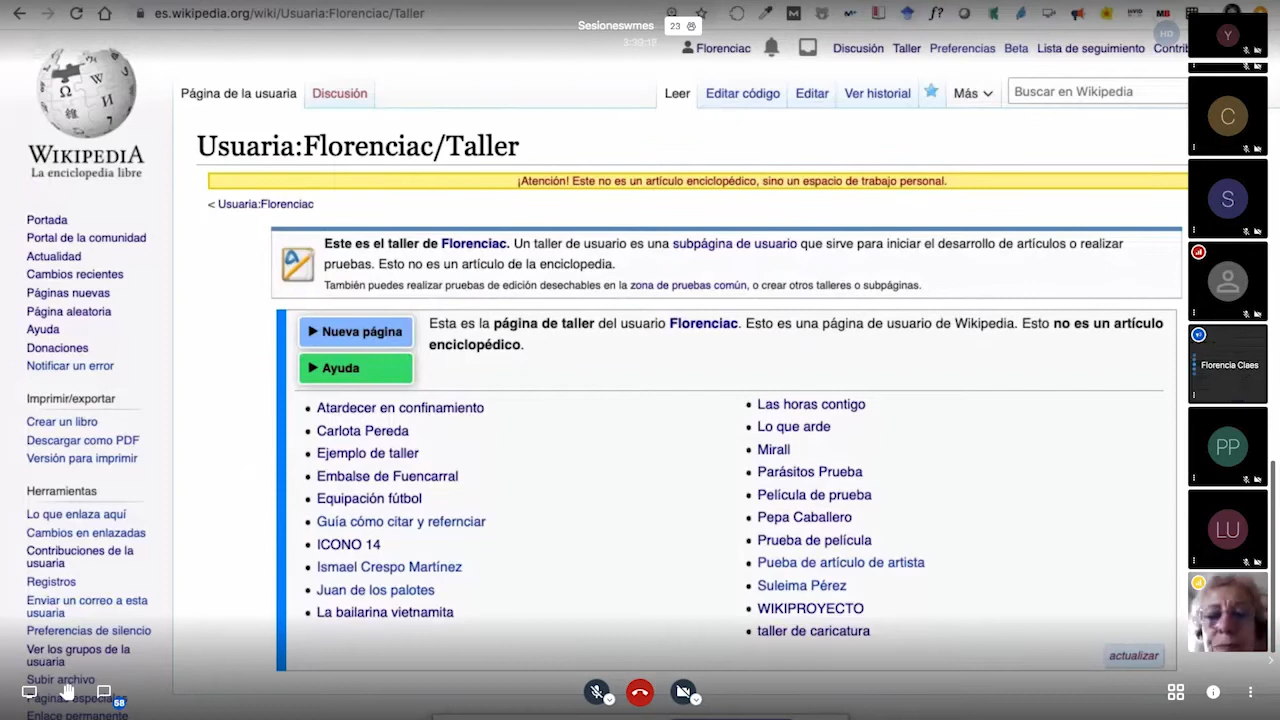 es.wikipedia.org/wiki/Usuaria:Florenciac/Taller
Sesioneswmes
23
3:30:18
Florenciac
Discusión Taller Preferencias Beta Lista de seguimiento Contrib
HD
Y
WIKIPEDIA
La enciclopedia libre
Página de la usuaria Discusión Leer Editar código Editar Ver historial Más Buscar en Wikipedia
Usuaria:Florenciac/Taller
¡Atención! Este no es un artículo enciclopédico, sino un espacio de trabajo personal.
< Usuaria:Florenciac
Este es el taller de Florenciac. Un taller de usuario es una subpágina de usuario que sirve para iniciar el desarrollo de artículos o realizar
pruebas. Esto no es un artículo de la enciclopedia.
También puedes realizar pruebas de edición desechables en la zona de pruebas común, o crear otros talleres o subpáginas.
Nueva página
Ayuda
Esta es la página de taller del usuario Florenciac. Esto es una página de usuario de Wikipedia. Esto no es un artículo
enciclopédico.
Atardecer en confinamiento
Carlota Pereda
Ejemplo de taller
Embalse de Fuencarral
Equipación fútbol
Guía cómo citar y refernciar
ICONO 14
Ismael Crespo Martínez
Juan de los palotes
La bailarina vietnamita
Las horas contigo
Lo que arde
Mirall
Parásitos Prueba
Película de prueba
Pepa Caballero
Prueba de película
Pueba de artículo de artista
Suleima Pérez
WIKIPROYECTO
taller de caricatura
actualizar
Portada
Portal de la comunidad
Actualidad
Cambios recientes
Páginas nuevas
Página aleatoria
Ayuda
Donaciones
Notificar un error
Imprimir/exportar
Crear un libro
Descargar como PDF
Versión para imprimir
Herramientas
Lo que enlaza aquí
Cambios en enlazadas
Contribuciones de la
usuaria
Registros
Enviar un correo a esta
usuaria
Preferencias de silencio
Ver los grupos de la
usuaria
Subir archivo
Páginas especiales
Enlace permanente
58
C
S
Florencia Claes
PP
LU